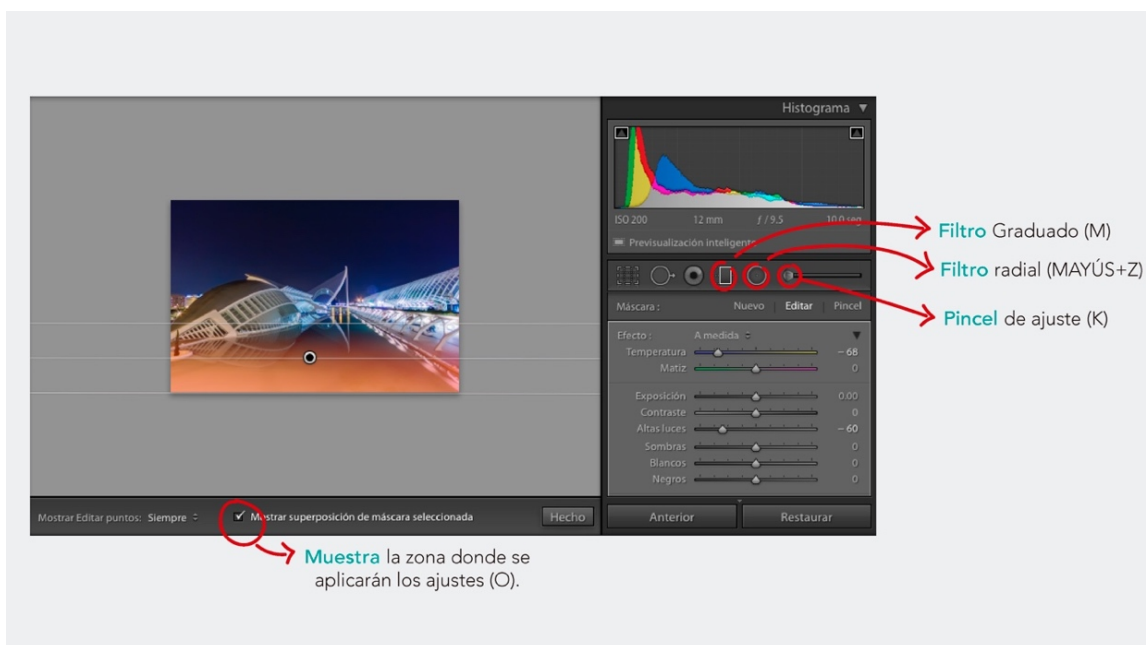 Histograma
ISO 200 12 mm ƒ / 9.5 10.0 seg
Previsualización inteligente
Filtro Graduado (M)
Filtro radial (MAYÚS+Z)
Pincel de ajuste (K)
Máscara : Nuevo Editar Pincel
Efecto : A medida
Temperatura – 68
Matiz 0
Exposición 0.00
Contraste 0
Altas luces – 60
Sombras 0
Blancos 0
Negros 0
Mostrar Editar puntos: Siempre Mostrar superposición de máscara seleccionada Hecho
Anterior Restaurar
Muestra la zona donde se
aplicarán los ajustes (O).